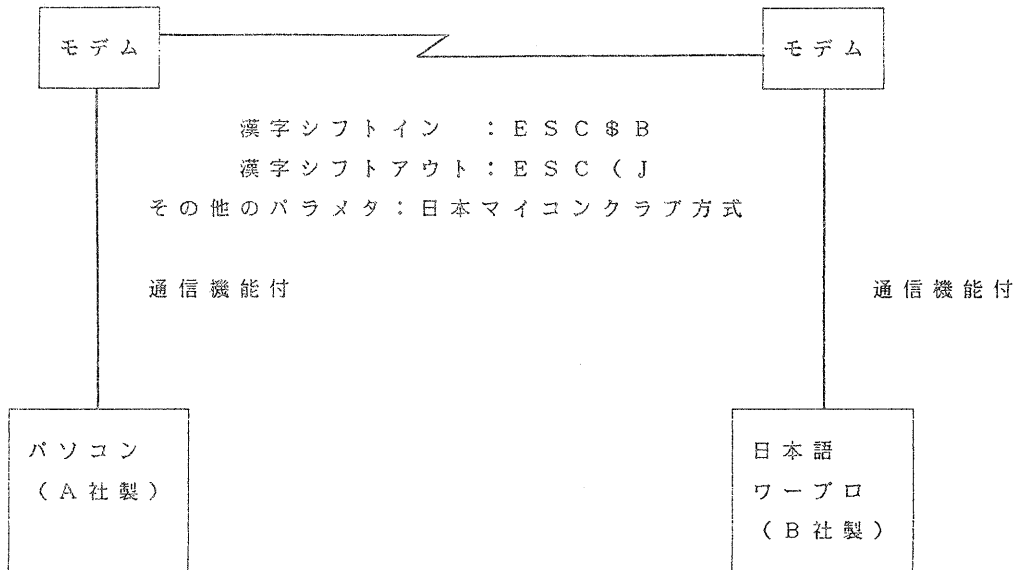 モデム
モデム
漢字シフトイン ：ESC$B
漢字シフトアウト：ESC(J
その他のパラメタ：日本マイコンクラブ方式
通信機能付
通信機能付
パソコン
（A社製）
日本語
ワープロ
（B社製）